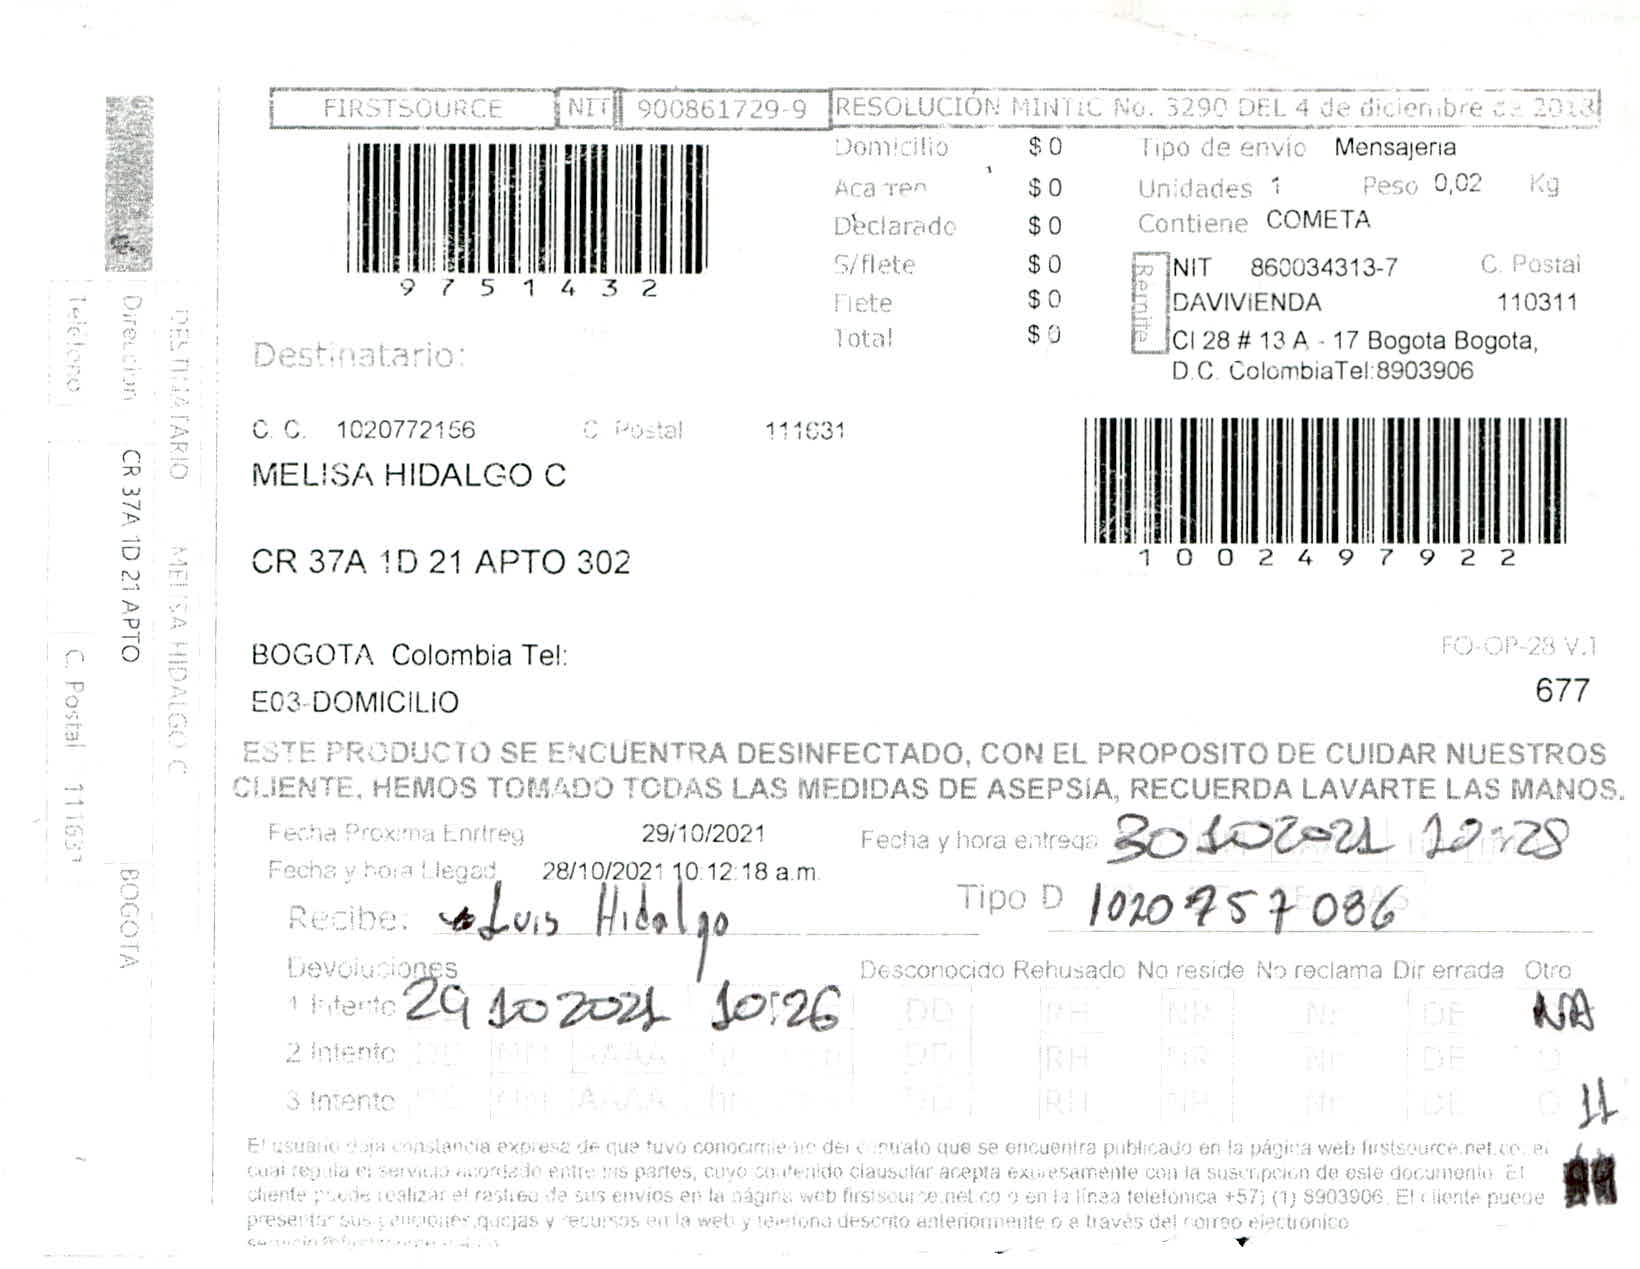 FIRSTSOURCE NIT 900861729-9 RESOLUCIÓN MINTIC No. 3290 DEL 4 de diciembre de 2018
9751432
Domicilio $ 0
Acarreo $ 0
Declarado $ 0
S/flete $ 0
Flete $ 0
Total $ 0
Tipo de envio Mensajeria
Unidades 1 Peso 0,02 Kg
Contiene COMETA
Remite
NIT 860034313-7 C. Postal
DAVIVIENDA 110311
Cl 28 # 13 A - 17 Bogota Bogota,
D.C. ColombiaTel:8903906
Destinatario:
C. C. 1020772156 C. Postal 111631
MELISA HIDALGO C
1002497922
CR 37A 1D 21 APTO 302
BOGOTA Colombia Tel:
E03-DOMICILIO
FO-OP-28 V.1
677
ESTE PRODUCTO SE ENCUENTRA DESINFECTADO, CON EL PROPOSITO DE CUIDAR NUESTROS
CLIENTE, HEMOS TOMADO TODAS LAS MEDIDAS DE ASEPSIA, RECUERDA LAVARTE LAS MANOS.
Fecha Proxima Enrtreg 29/10/2021 Fecha y hora entrega 30 10 2021 12:28
Fecha y hora Llegad 28/10/2021 10:12:18 a.m.
Recibe: Luis Hidalgo Tipo D 1020757086
Devoluciones Desconocido Rehusado No reside No reclama Dir errada Otro
1 Intento 29 10 2021 10:26 DD RH NR Nr DE NA
2 Intento MM AAAA DD RH NR Nr DE O
3 Intento MM AAAA DD RH NR Nr DE O
11
El usuario deja constancia expresa de que tuvo conocimiento del contrato que se encuentra publicado en la página web firstsource.net.co, el
cual regula el servicio acordado entre las partes, cuyo contenido clausular acepta expresamente con la suscripcion de este documento. El
cliente puede realizar el rastreo de sus envios en la página web firstsource.net.co o en la línea telefónica +57) (1) 8903906. El cliente puede
presentar sus peticiones,quejas y recursos en la web y telefono descrito anteriormente o a través del correo electronico
DESTINATARIO MELISA HIDALGO C
Direccion CR 37A 1D 21 APTO BOGOTA
Telefono C. Postal 111631